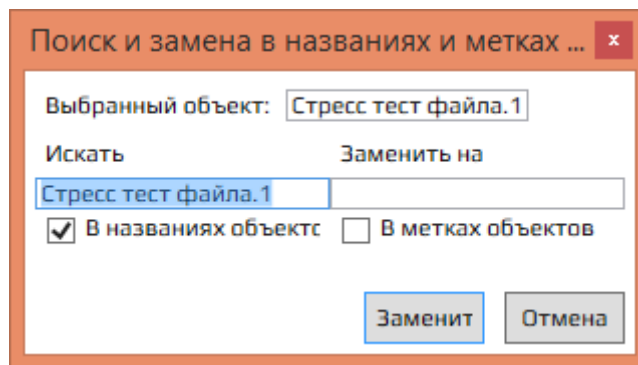 Поиск и замена в названиях и метках ... x
Выбранный объект: Стресс тест файла.1
Искать Заменить на
Стресс тест файла.1
В названиях объектс В метках объектов
Заменит Отмена